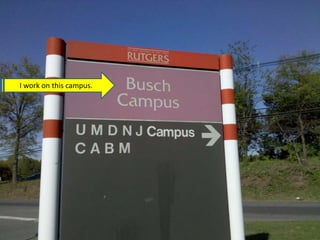 RUTGERS
I work on this campus.
Busch
Campus
UMDNJ Campus
CABM